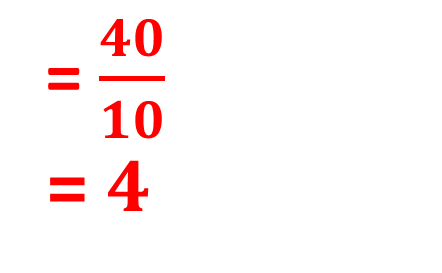 = 40/10
= 4